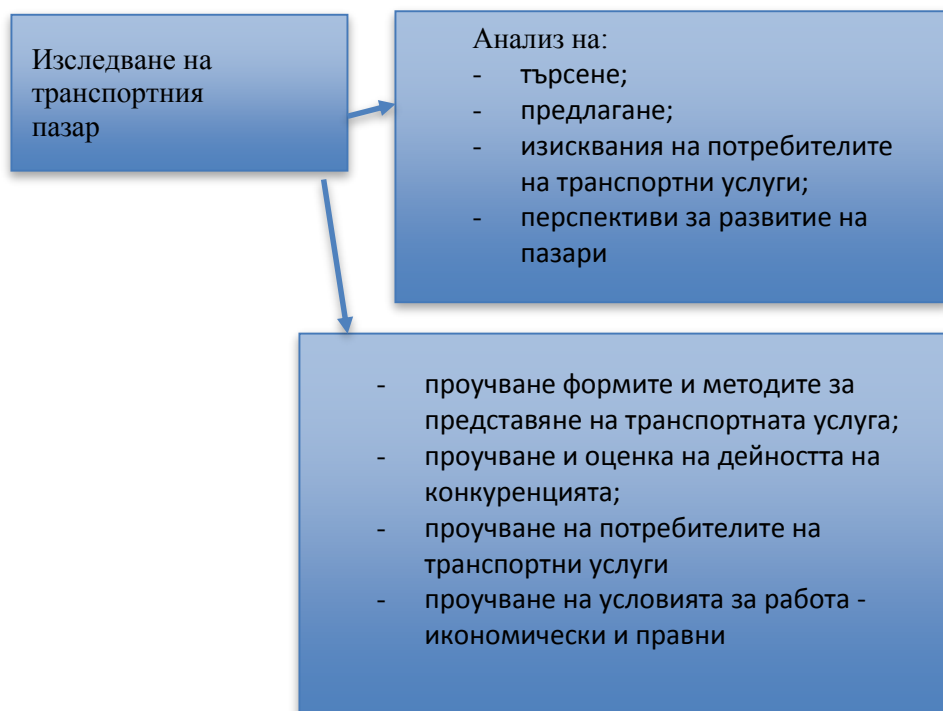 Изследване на
транспортния
пазар
Анализ на:
- търсене;
- предлагане;
- изисквания на потребителите
на транспортни услуги;
- перспективи за развитие на
пазари
- проучване формите и методите за
представяне на транспортната услуга;
- проучване и оценка на дейността на
конкуренцията;
- проучване на потребителите на
транспортни услуги
- проучване на условията за работа -
икономически и правни